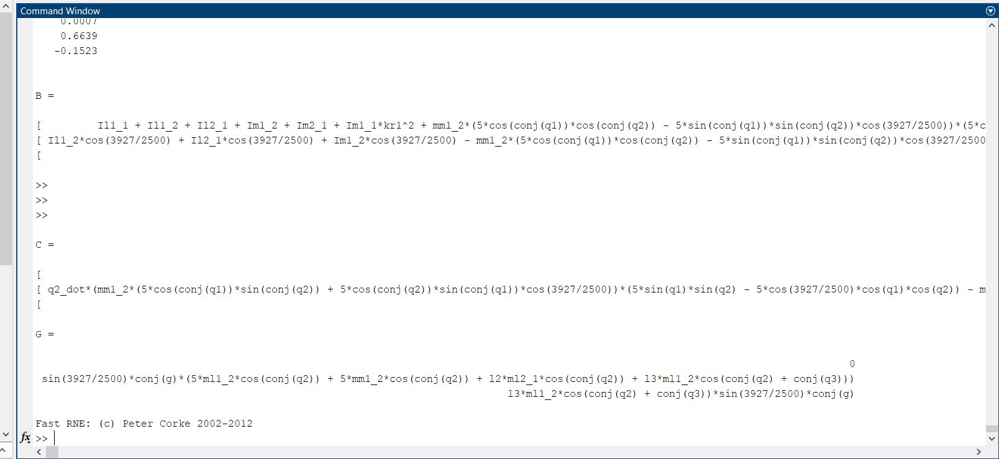 Command Window
0.0007
0.6639
-0.1523
B =
[         Il1_1 + Il1_2 + Il2_1 + Im1_2 + Im2_1 + Im1_1*kr1^2 + mm1_2*(5*cos(conj(q1))*cos(conj(q2)) - 5*sin(conj(q1))*sin(conj(q2))*cos(3927/2500))*(5*c
[ Il1_2*cos(3927/2500) + Il2_1*cos(3927/2500) + Im1_2*cos(3927/2500) - mm1_2*(5*cos(conj(q1))*cos(conj(q2)) - 5*sin(conj(q1))*sin(conj(q2))*cos(3927/2500
[
>>
>>
>>
C =
[
[ q2_dot*(mm1_2*(5*cos(conj(q1))*sin(conj(q2)) + 5*cos(conj(q2))*sin(conj(q1))*cos(3927/2500))*(5*sin(q1)*sin(q2) - 5*cos(3927/2500)*cos(q1)*cos(q2)) - m
[
G =
0
sin(3927/2500)*conj(g)*(5*ml1_2*cos(conj(q2)) + 5*mm1_2*cos(conj(q2)) + l2*ml2_1*cos(conj(q2)) + l3*ml1_2*cos(conj(q2) + conj(q3)))
l3*ml1_2*cos(conj(q2) + conj(q3))*sin(3927/2500)*conj(g)
Fast RNE: (c) Peter Corke 2002-2012
fx >>